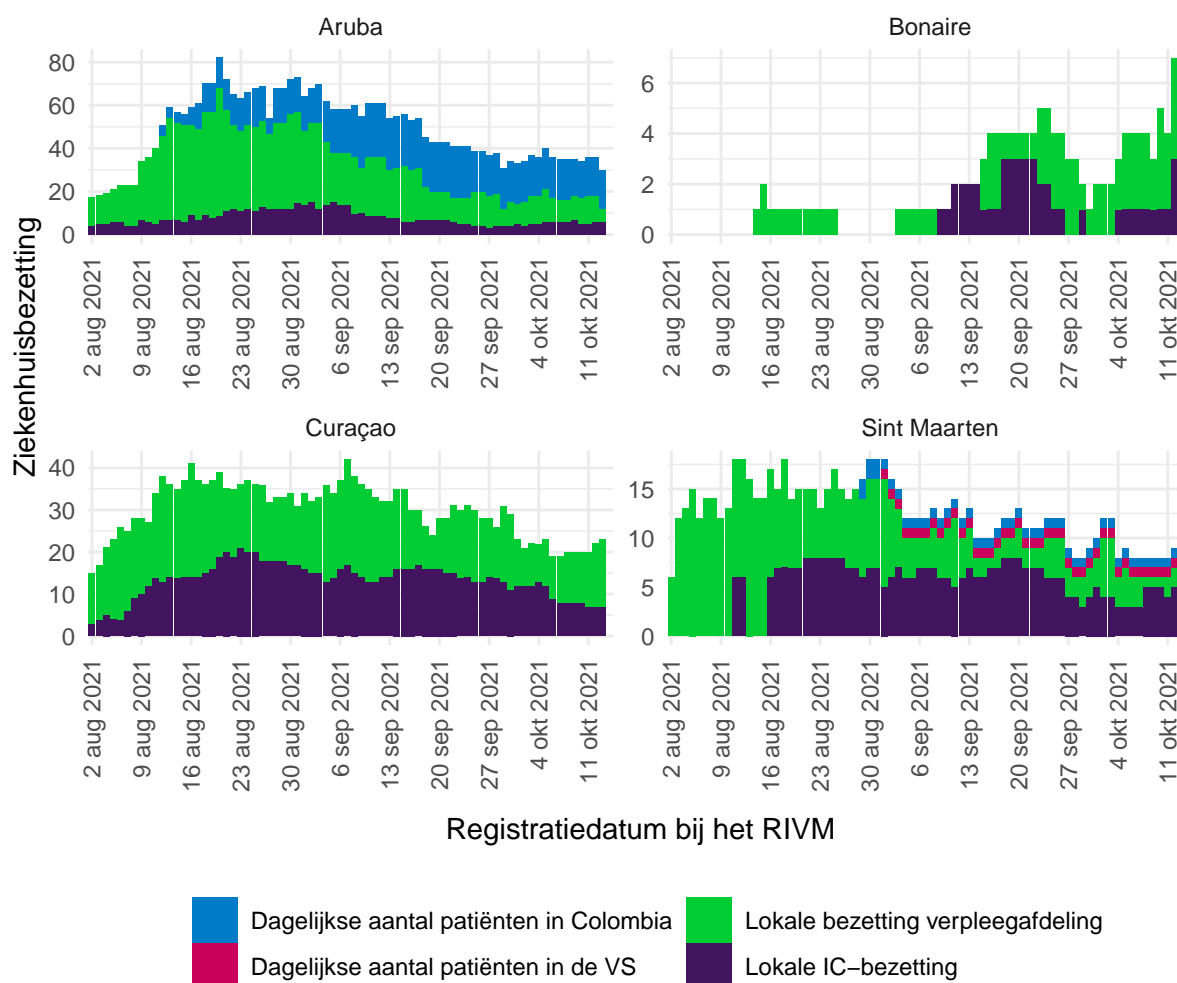 Aruba
Bonaire
80
60
40
20
0
6
4
2
0
2 aug 2021
9 aug 2021
16 aug 2021
23 aug 2021
30 aug 2021
6 sep 2021
13 sep 2021
20 sep 2021
27 sep 2021
4 okt 2021
11 okt 2021
2 aug 2021
9 aug 2021
16 aug 2021
23 aug 2021
30 aug 2021
6 sep 2021
13 sep 2021
20 sep 2021
27 sep 2021
4 okt 2021
11 okt 2021
Ziekenhuisbezetting
Curaçao
Sint Maarten
40
30
20
10
0
15
10
5
0
2 aug 2021
9 aug 2021
16 aug 2021
23 aug 2021
30 aug 2021
6 sep 2021
13 sep 2021
20 sep 2021
27 sep 2021
4 okt 2021
11 okt 2021
2 aug 2021
9 aug 2021
16 aug 2021
23 aug 2021
30 aug 2021
6 sep 2021
13 sep 2021
20 sep 2021
27 sep 2021
4 okt 2021
11 okt 2021
Registratiedatum bij het RIVM
Dagelijkse aantal patiënten in Colombia
Lokale bezetting verpleegafdeling
Dagelijkse aantal patiënten in de VS
Lokale IC−bezetting